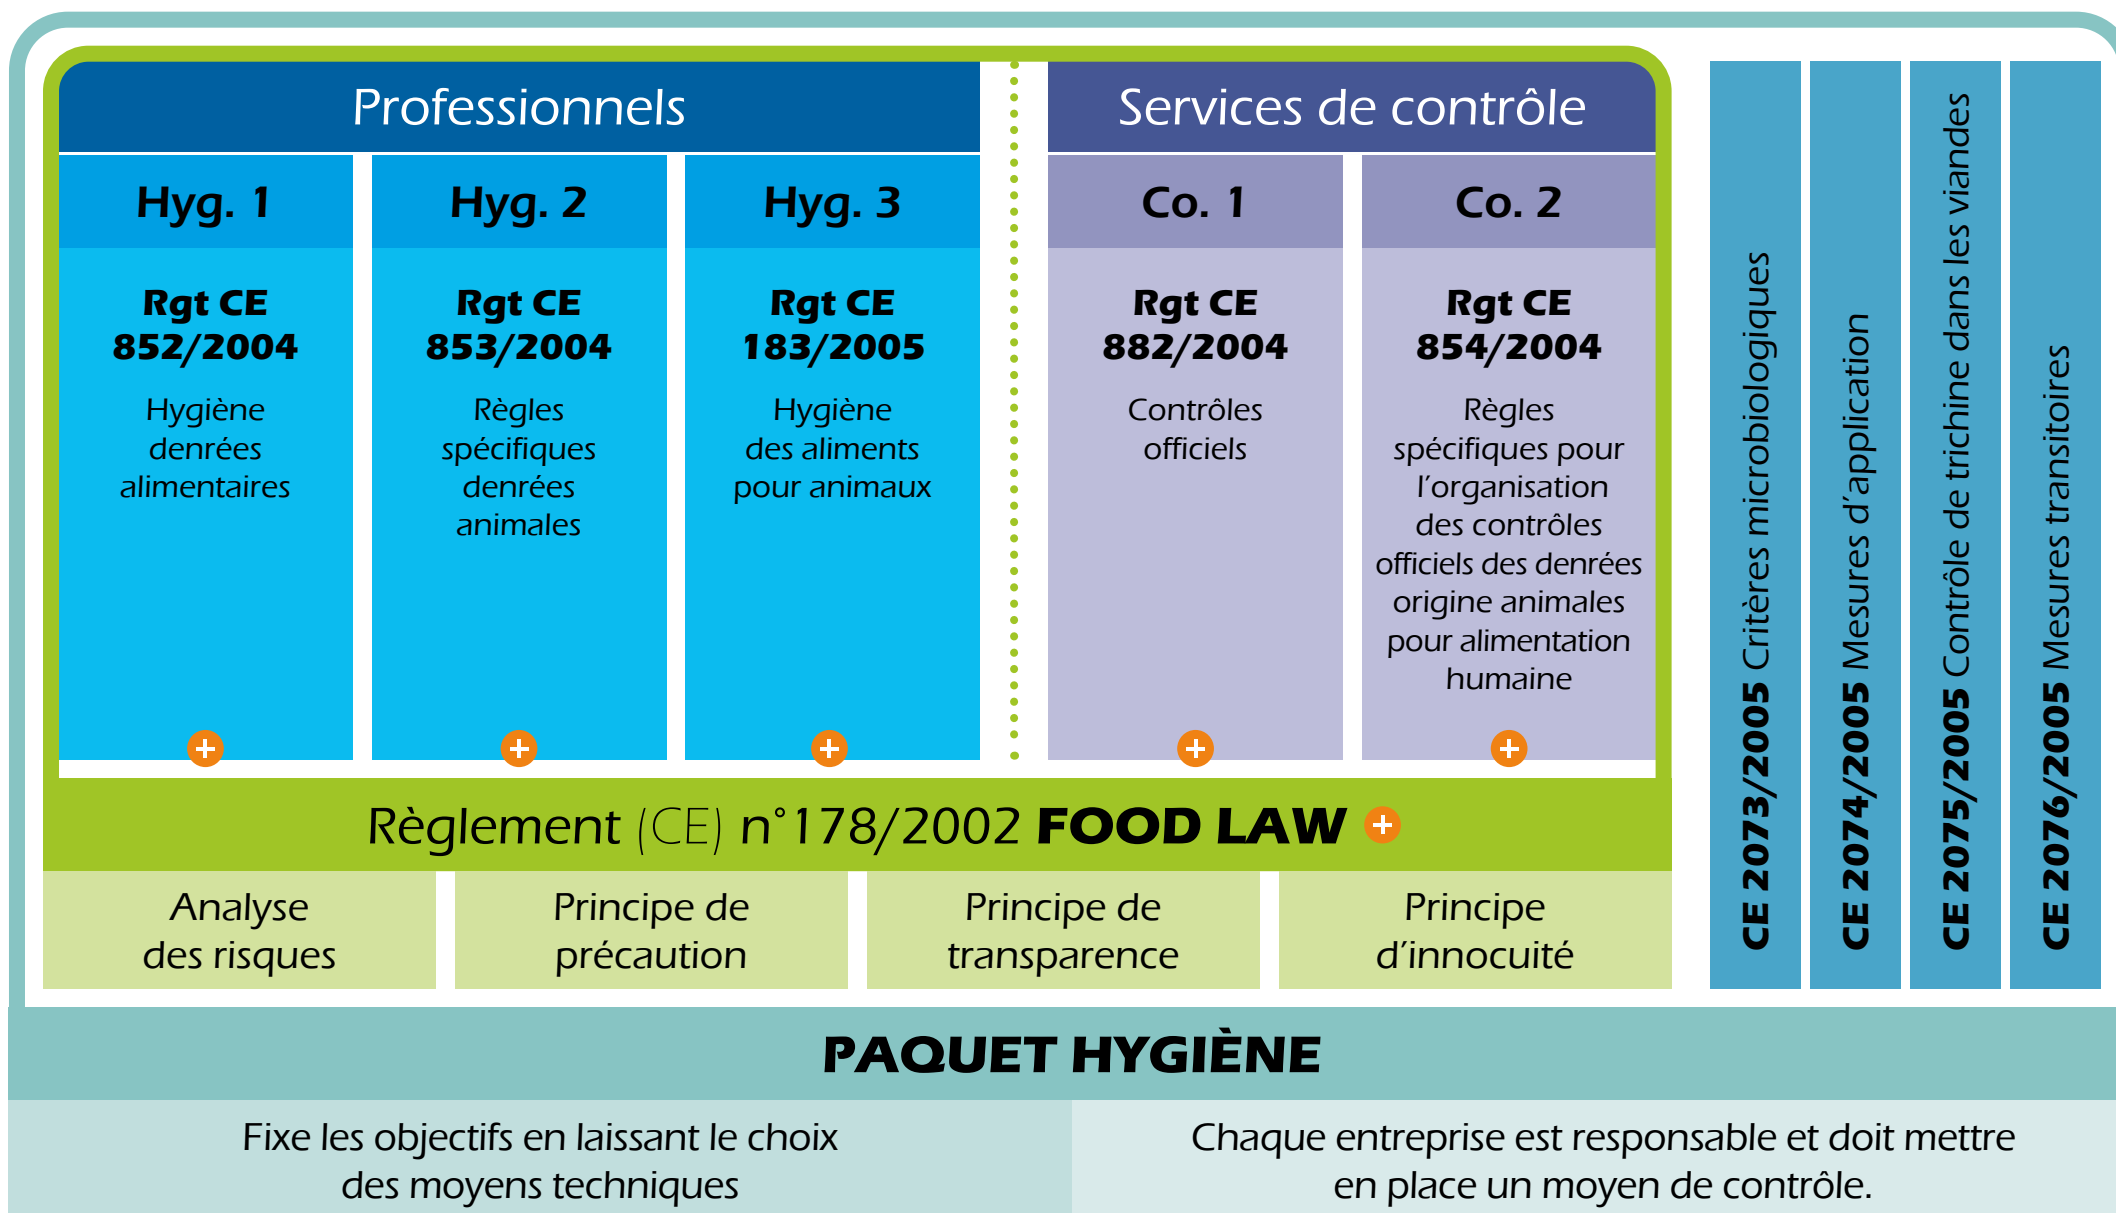 Professionnels
Services de contrôle
Hyg. 1
Hyg. 2
Hyg. 3
Co. 1
Co. 2
Rgt CE
852/2004
Hygiène
denrées
alimentaires
+
Rgt CE
853/2004
Règles
spécifiques
denrées
animales
+
Rgt CE
183/2005
Hygiène
des aliments
pour animaux
+
Rgt CE
882/2004
Contrôles
officiels
+
Rgt CE
854/2004
Règles
spécifiques pour
l'organisation
des contrôles
officiels des denrées
origine animales
pour alimentation
humaine
+
Règlement (CE) n°178/2002 FOOD LAW +
Analyse
des risques
Principe de
précaution
Principe de
transparence
Principe
d'innocuité
CE 2073/2005 Critères microbiologiques
CE 2074/2005 Mesures d'application
CE 2075/2005 Contrôle de trichine dans les viandes
CE 2076/2005 Mesures transitoires
PAQUET HYGIÈNE
Fixe les objectifs en laissant le choix
des moyens techniques
Chaque entreprise est responsable et doit mettre
en place un moyen de contrôle.